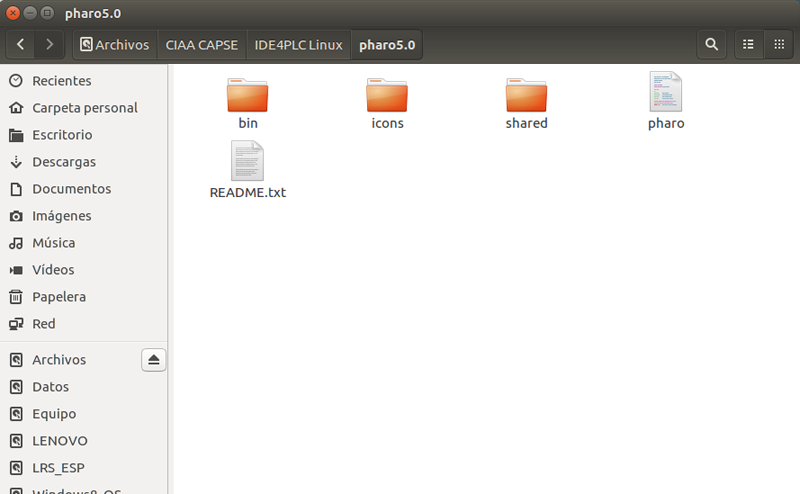 pharo5.0
Archivos CIAA CAPSE IDE4PLC Linux pharo5.0
Recientes
Carpeta personal
Escritorio
Descargas
Documentos
Imágenes
Música
Vídeos
Papelera
Red
Archivos
Datos
Equipo
LENOVO
LRS_ESP
Windows8_OS
bin icons shared pharo
README.txt